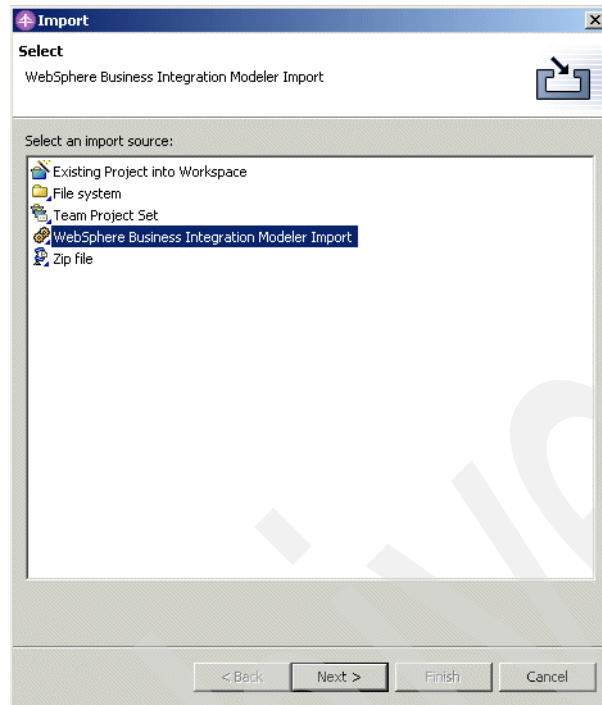 Import
Select
WebSphere Business Integration Modeler Import
Select an import source:
Existing Project into Workspace
File system
Team Project Set
WebSphere Business Integration Modeler Import
Zip file
< Back Next > Finish Cancel